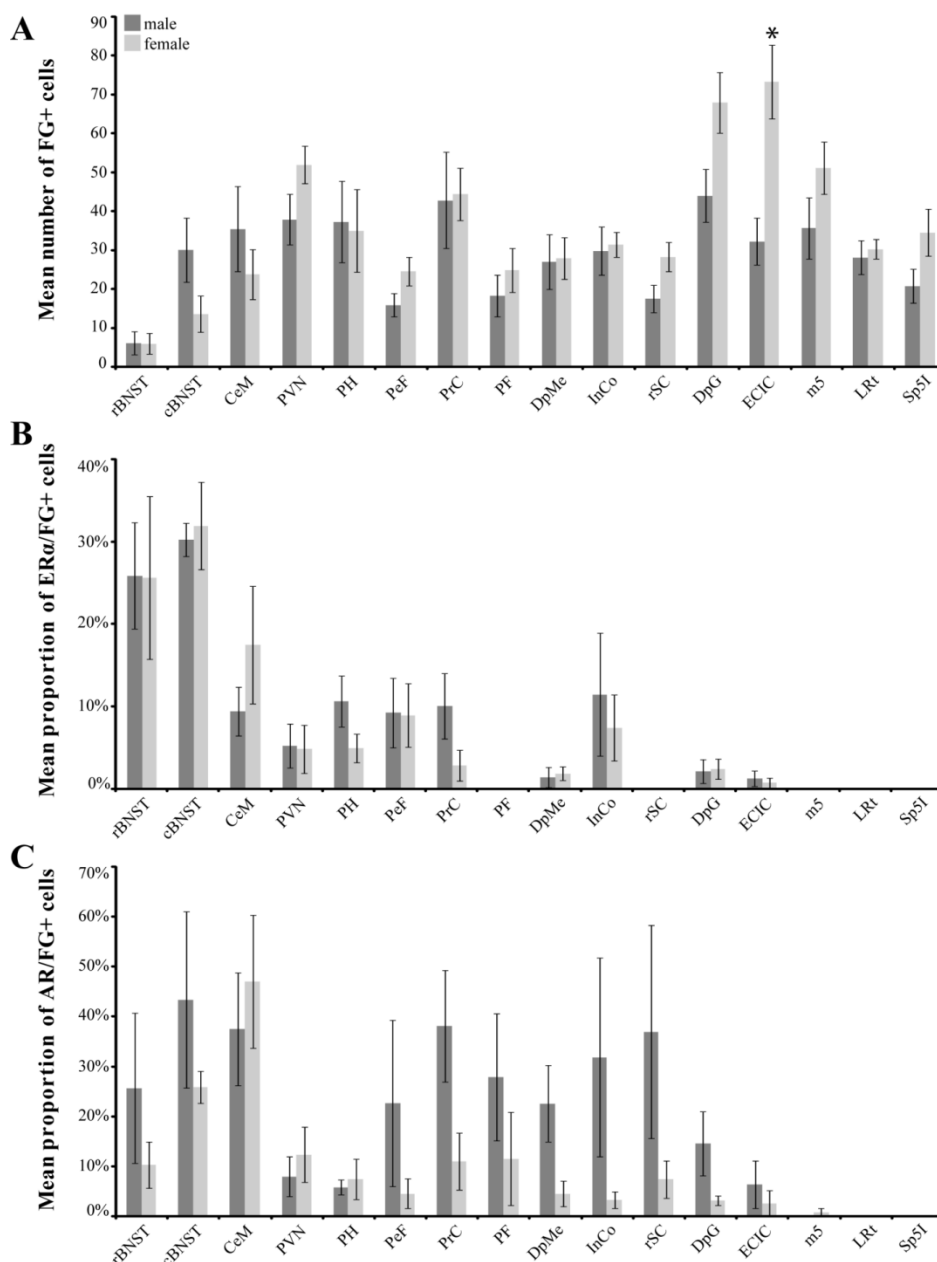 A
male
female
Mean number of FG+ cells
90
80
70
60
50
40
30
20
10
0
*
rBNST cBNST CeM PVN PH PeF PrC PF DpMe InCo rSC DpG ECIC m5 LRt Sp5I
B
Mean proportion of ERα/FG+ cells
40%
30%
20%
10%
0%
rBNST cBNST CeM PVN PH PeF PrC PF DpMe InCo rSC DpG ECIC m5 LRt Sp5I
C
Mean proportion of AR/FG+ cells
70%
60%
50%
40%
30%
20%
10%
0%
rBNST cBNST CeM PVN PH PeF PrC PF DpMe InCo rSC DpG ECIC m5 LRt Sp5I